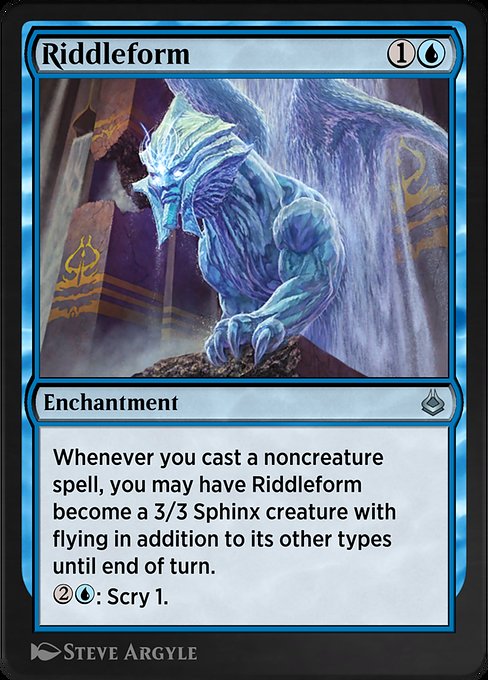 Riddleform 1
Enchantment
Whenever you cast a noncreature
spell, you may have Riddleform
become a 3/3 Sphinx creature with
flying in addition to its other types
until end of turn.
2: Scry 1.
Steve Argyle